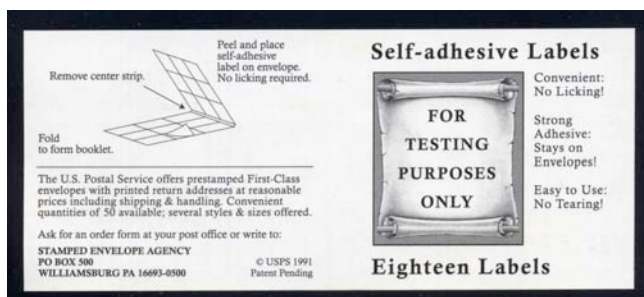 Peel and place
self-adhesive
label on envelope.
No licking required.
Remove center strip.
Fold
to form booklet.
The U.S. Postal Service offers prestamped First-Class
envelopes with printed return addresses at reasonable
prices including shipping & handling. Convenient
quantities of 50 available; several styles & sizes offered.
Ask for an order form at your post office or write to:
STAMPED ENVELOPE AGENCY
PO BOX 500
WILLIAMSBURG PA 16693-0500
© USPS 1991
Patent Pending
Self-adhesive Labels
FOR
TESTING
PURPOSES
ONLY
Convenient:
No Licking!
Strong
Adhesive:
Stays on
Envelopes!
Easy to Use:
No Tearing!
Eighteen Labels